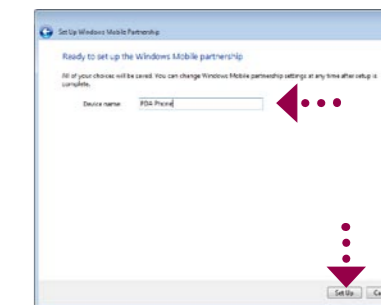 Set Up Windows Mobile Partnership
Ready to set up the Windows Mobile partnership
All of your choices will be saved. You can change Windows Mobile partnership settings at any time after setup is
complete.
Device name: PDA Phone
Set Up Ca